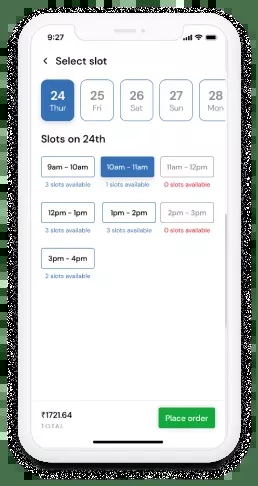 9:27
Select slot
24 25 26 27 28
Thur Fri Sat Sun Mon
Slots on 24th
9am - 10am 10am - 11am 11am - 12pm
3 slots available 1 slots available 0 slots available
12pm - 1pm 1pm - 2pm 2pm - 3pm
3 slots available 3 slots available 0 slots available
3pm - 4pm
2 slots available
₹1721.64 Place order
TOTAL